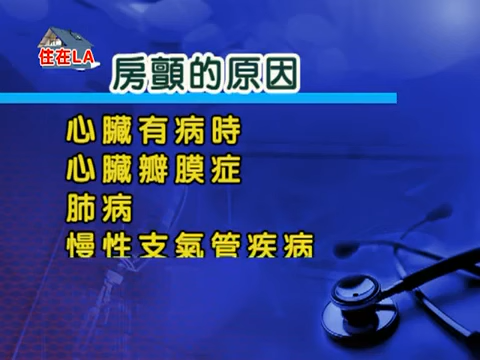 住在LA
房顫的原因
心臟有病時
心臟瓣膜症
肺病
慢性支氣管疾病